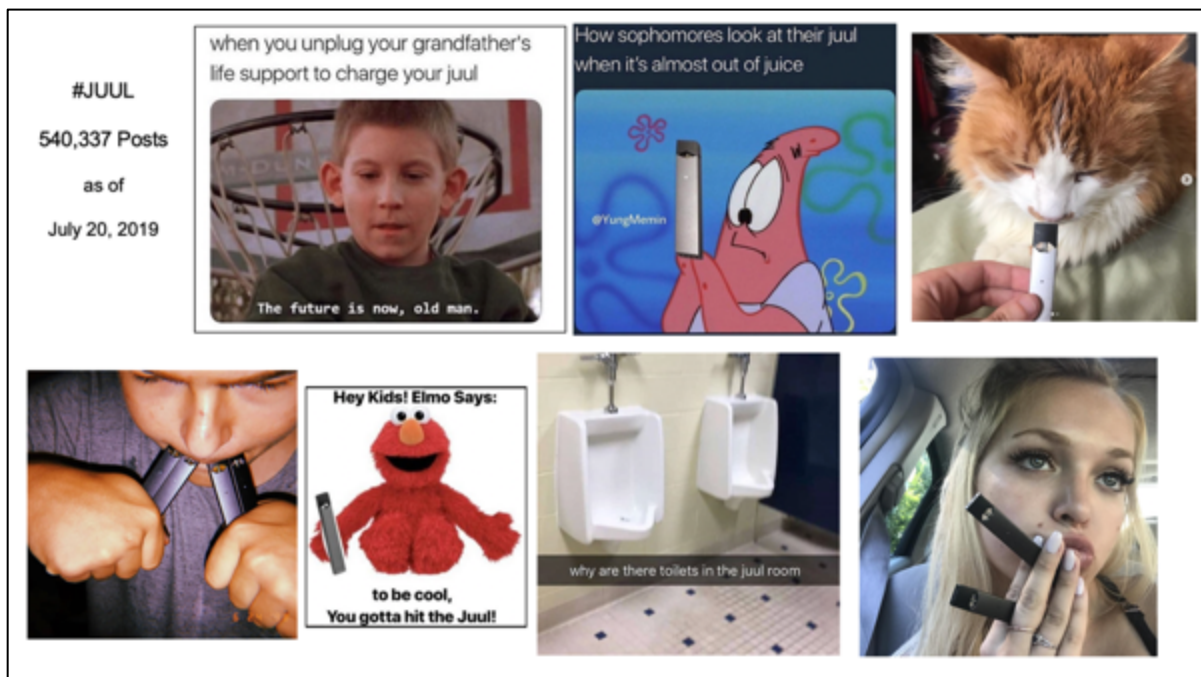 #JUUL
540,337 Posts
as of
July 20, 2019
when you unplug your grandfather's
life support to charge your juul
The future is now, old man.
How sophomores look at their juul
when it's almost out of juice
@YungMemin
Hey Kids! Elmo Says:
to be cool,
You gotta hit the Juul!
why are there toilets in the juul room